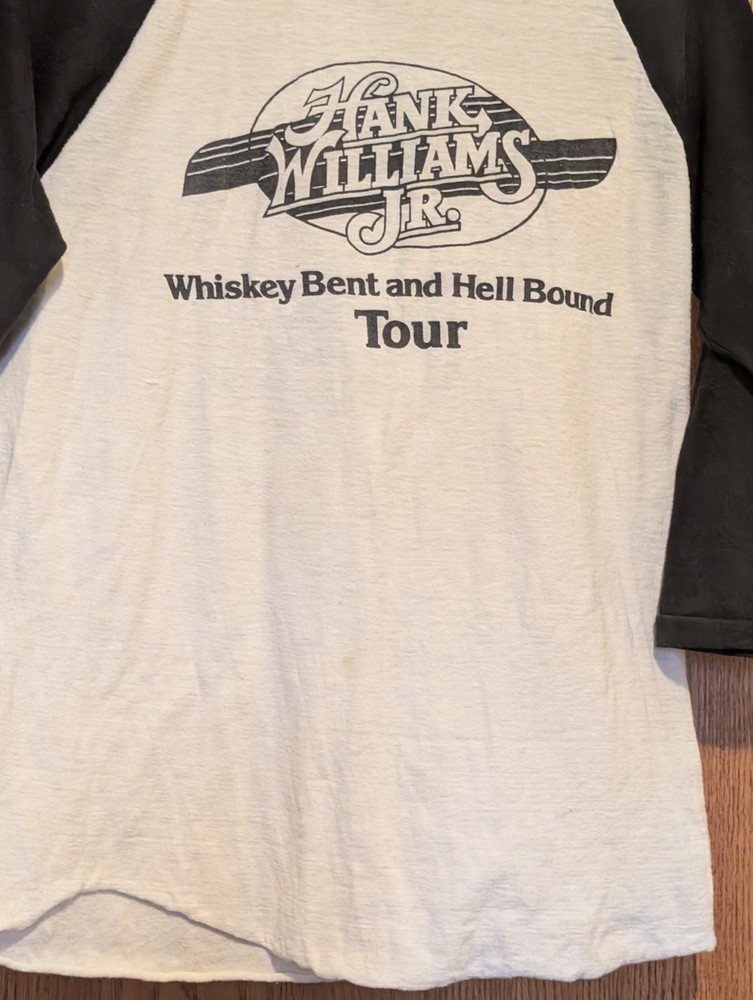 Hank
Williams
Jr.
Whiskey Bent and Hell Bound
Tour